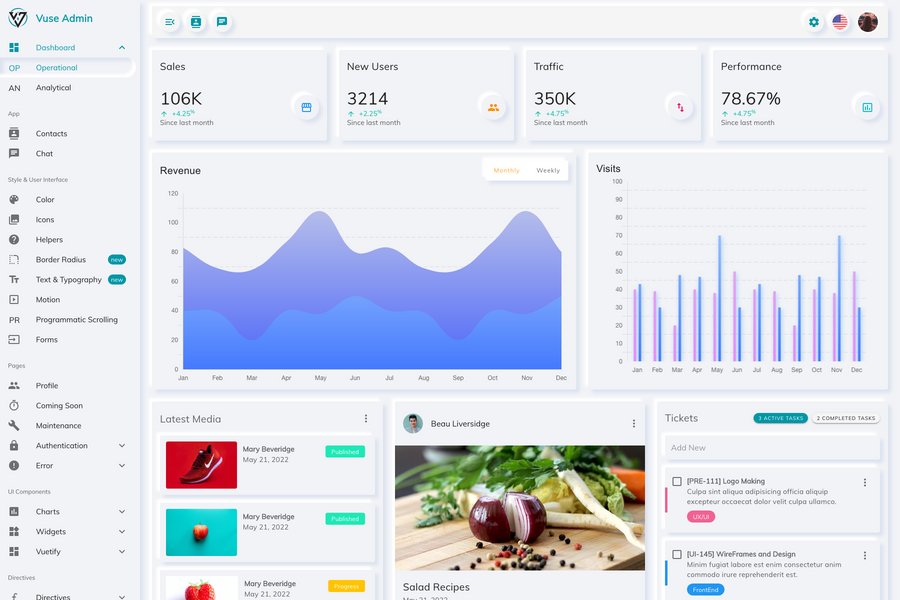 Vuse Admin
Dashboard
OP Operational
AN Analytical
App
Contacts
Chat
Style & User Interface
Color
Icons
Helpers
Border Radius new
Text & Typography new
Motion
PR Programmatic Scrolling
Forms
Pages
Profile
Coming Soon
Maintenance
Authentication
Error
UI Components
Charts
Widgets
Vuetify
Directives
Directives
Sales
106K
+4.25%
Since last month
New Users
3214
+2.25%
Since last month
Traffic
350K
+4.75%
Since last month
Performance
78.67%
+4.75%
Since last month
Revenue
Monthly Weekly
120
100
80
60
40
20
0
Jan Feb Mar Apr May Jun Jul Aug Sep Oct Nov Dec
Visits
100
90
80
70
60
50
40
30
20
10
0
Jan Feb Mar Apr May Jun Jul Aug Sep Oct Nov Dec
Latest Media
Mary Beveridge
May 21, 2022
Published
Mary Beveridge
May 21, 2022
Published
Mary Beveridge
May 21, 2022
Progress
Beau Liversidge
Salad Recipes
May 21, 2022
Tickets
3 ACTIVE TASKS
2 COMPLETED TASKS
Add New
[PRE-111] Logo Making
Culpa sint aliqua adipisicing officia aliquip
excepteur occaecat dolor velit culpa ullamco.
UX/UI
[UI-145] WireFrames and Design
Minim fugiat labore est enim consectetur anim
commodo irure reprehenderit est.
FrontEnd